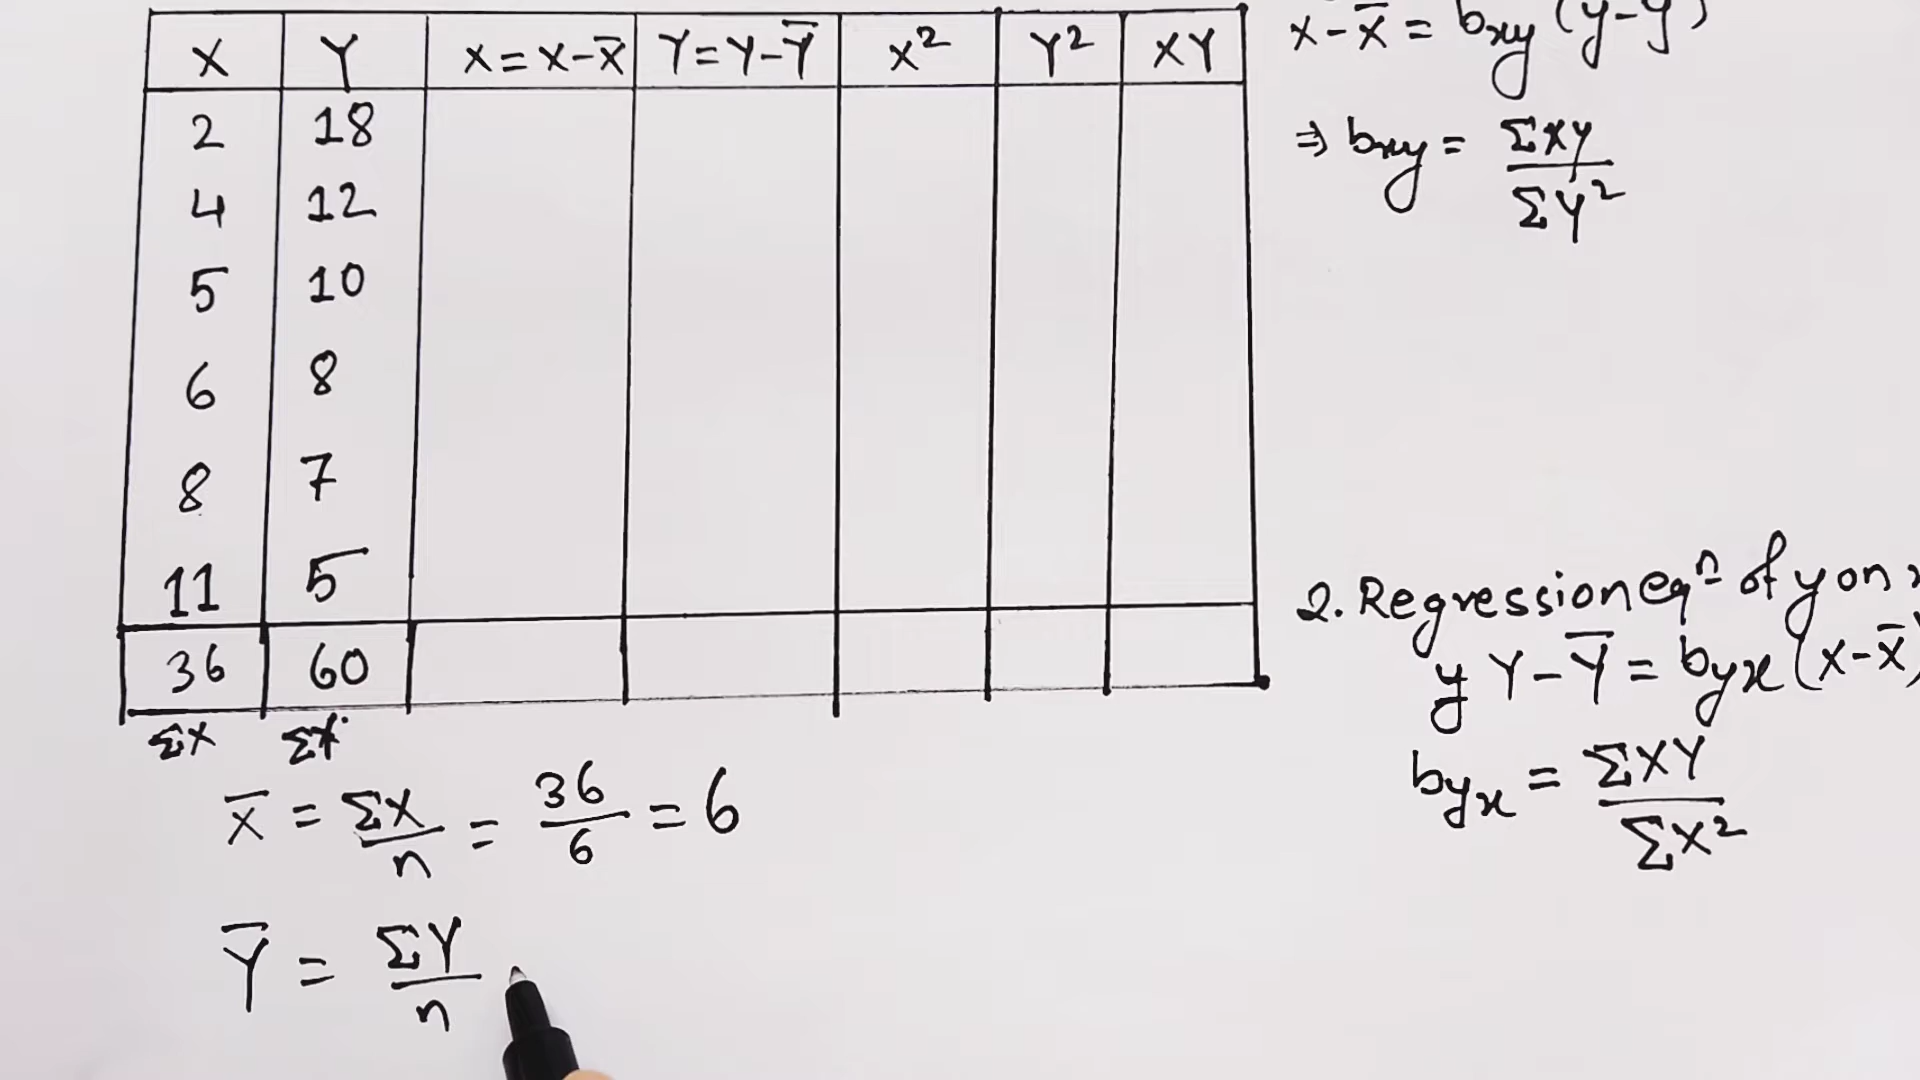 X Y X=X-X̅ Y=Y-Y̅ X² Y² XY
2 18
4 12
5 10
6 8
8 7
11 5
36 60
ΣX ΣY
X̅ = ΣX/n = 36/6 = 6
Y̅ = ΣY/n
X-X̅ = bxy (y-y̅)
⇒ bxy = ΣXY/ΣY²
2. Regression eqⁿ of y on x
y Y-Y̅ = byx (X-X̅)
byx = ΣXY/ΣX²